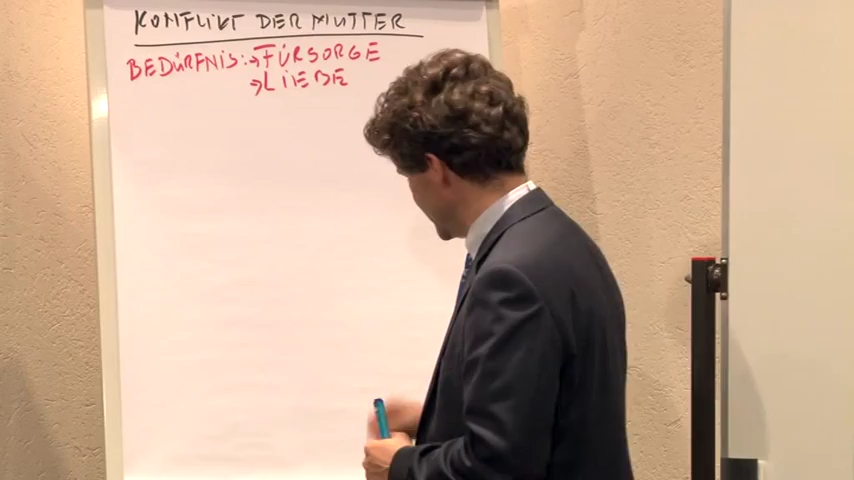 KONFLIKT DER MUTTER
BEDÜRFNIS: → FÜRSORGE
→ LIEBE